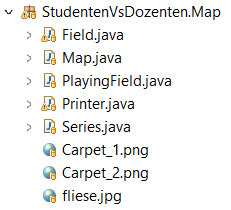 StudentenVsDozenten.Map
Field.java
Map.java
PlayingField.java
Printer.java
Series.java
Carpet_1.png
Carpet_2.png
fliese.jpg